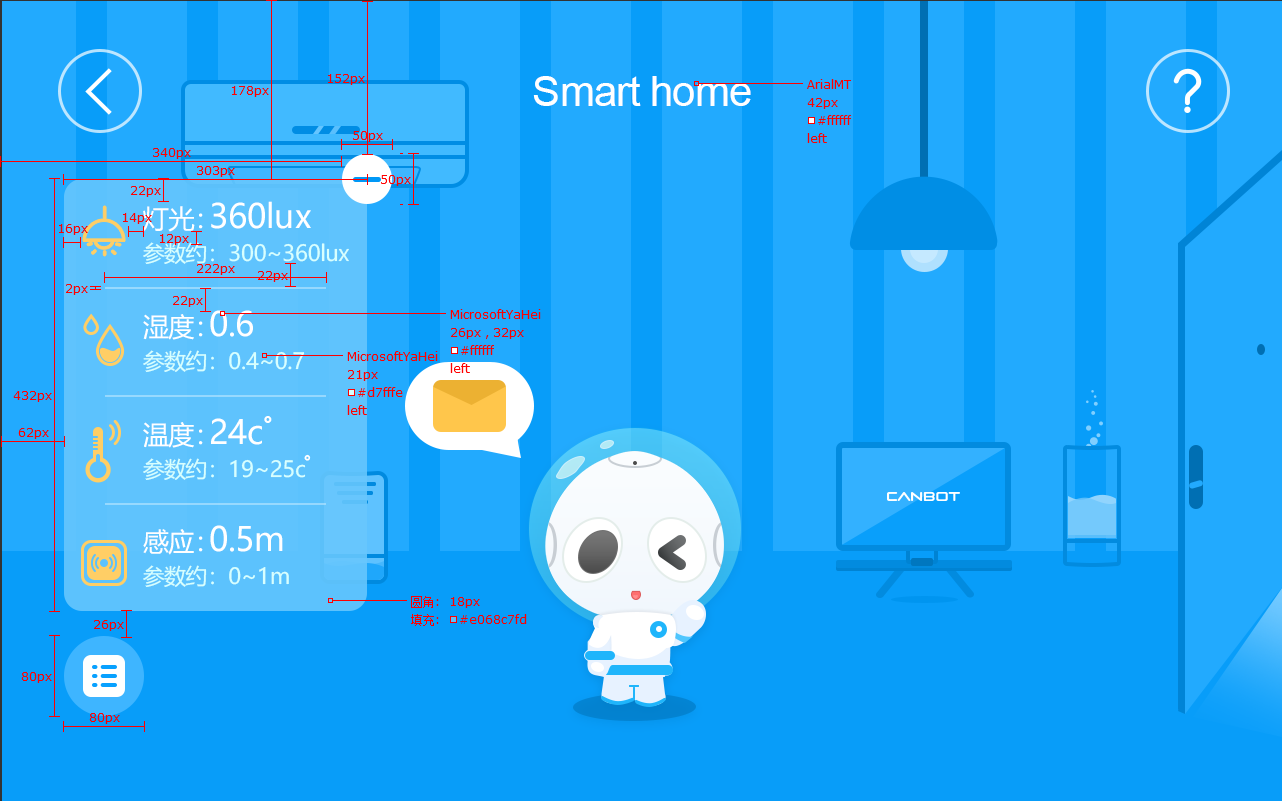 152px
178px
Smart home
ArialMT
42px
#ffffff
left
50px
340px
303px
50px
22px
14px
灯光: 360lux
16px
12px
参数约: 300~360lux
222px
22px
2px
22px
MicrosoftYaHei
26px , 32px
#ffffff
left
湿度: 0.6
参数约: 0.4~0.7
MicrosoftYaHei
21px
#d7fffe
left
432px
62px
温度: 24c°
参数约: 19~25c°
CANBOT
感应: 0.5m
参数约: 0~1m
圆角: 18px
填充: #e068c7fd
26px
80px
80px